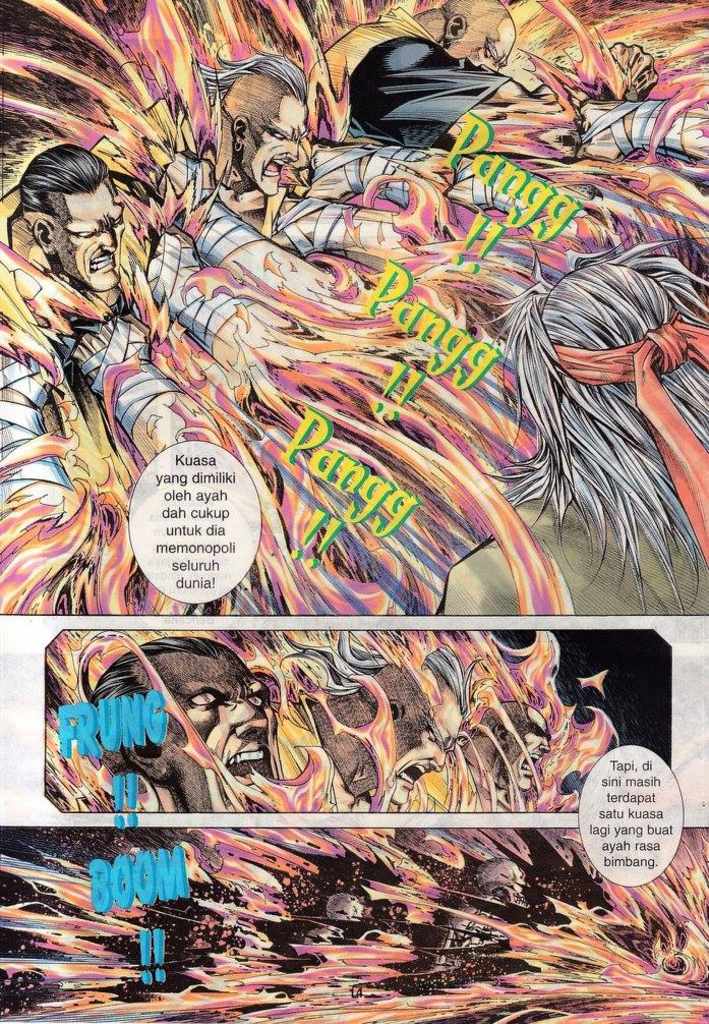 Pangg
!!
Pangg
!!
Pangg
!!
Kuasa
yang dimiliki
oleh ayah
dah cukup
untuk dia
memonopoli
seluruh
dunia!
FRUNG
!!
BOOM
!!
Tapi, di
sini masih
terdapat
satu kuasa
lagi yang buat
ayah rasa
bimbang.